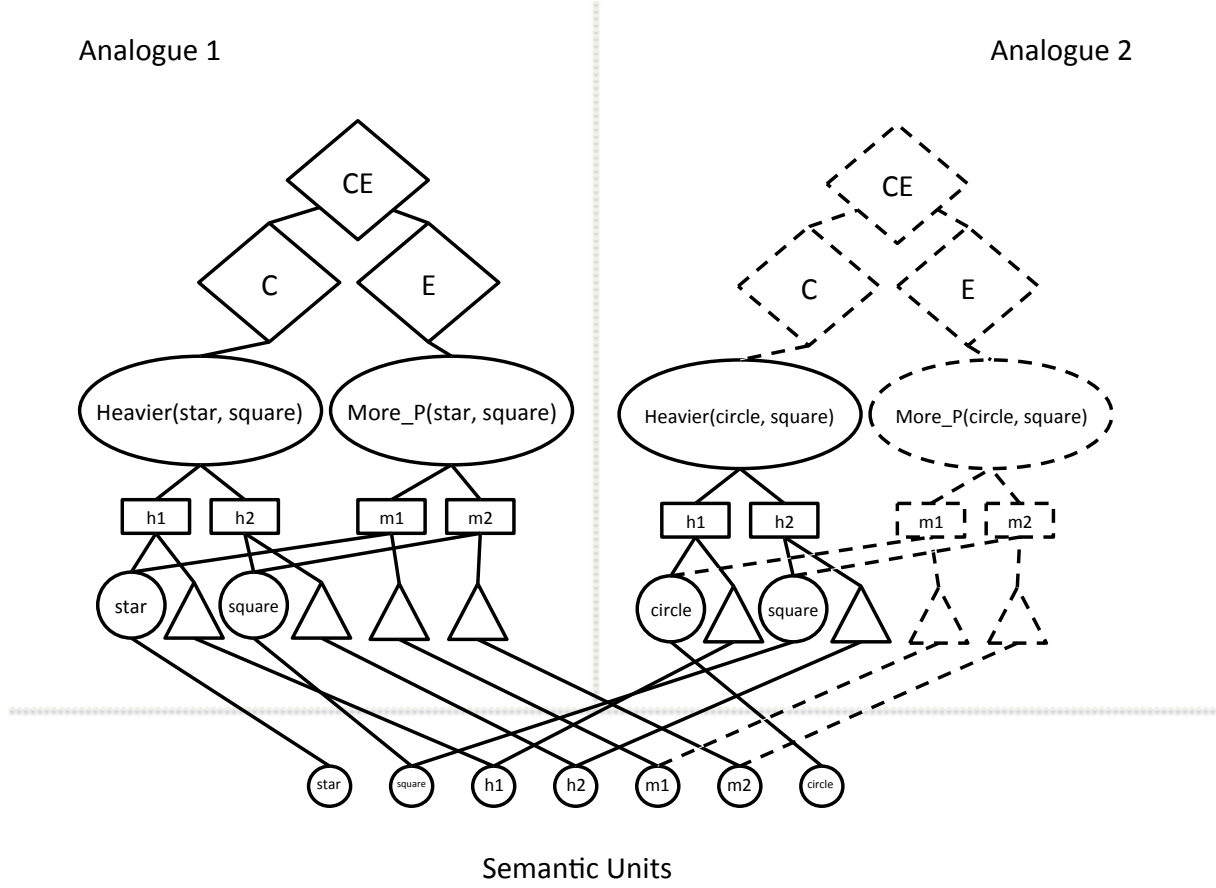 Analogue 1
Analogue 2
CE
CE
C
E
C
E
Heavier(star, square)
More_P(star, square)
Heavier(circle, square)
More_P(circle, square)
h1
h2
m1
m2
h1
h2
m1
m2
star
square
circle
square
star
square
h1
h2
m1
m2
circle
Semantic Units